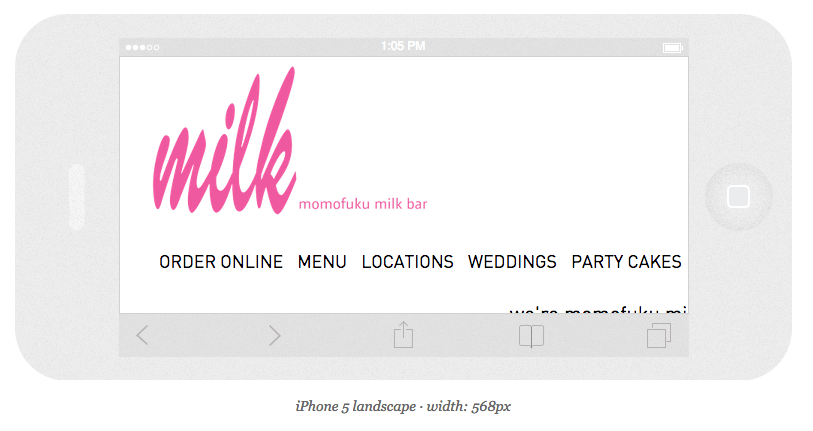 1:05 PM
milk
momofuku milk bar
ORDER ONLINE MENU LOCATIONS WEDDINGS PARTY CAKES
we're momofuku mi
iPhone 5 landscape · width: 568px